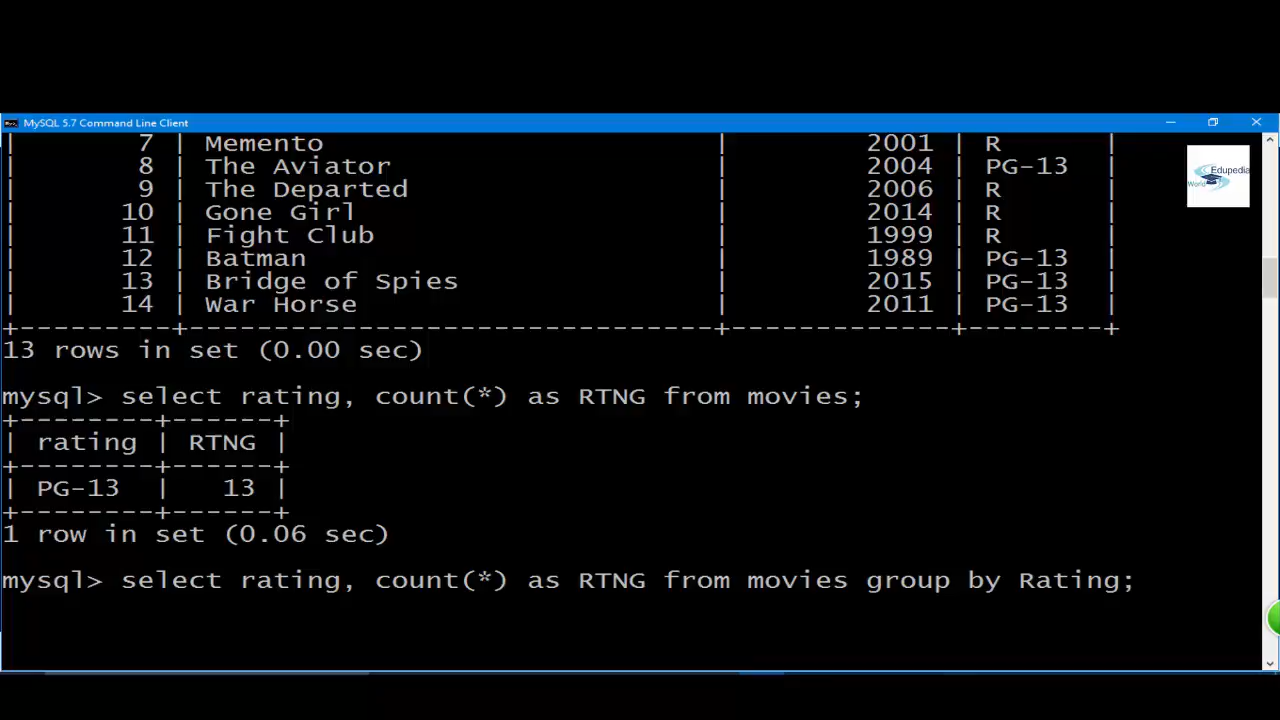 MySQL 5.7 Command Line Client
| 7 | Memento | 2001 | R |
| 8 | The Aviator | 2004 | PG-13 |
| 9 | The Departed | 2006 | R |
| 10 | Gone Girl | 2014 | R |
| 11 | Fight Club | 1999 | R |
| 12 | Batman | 1989 | PG-13 |
| 13 | Bridge of Spies | 2015 | PG-13 |
| 14 | War Horse | 2011 | PG-13 |
+---------+--------------------------------+-------------+--------+
13 rows in set (0.00 sec)
mysql> select rating, count(*) as RTNG from movies;
+--------+------+
| rating | RTNG |
+--------+------+
| PG-13 | 13 |
+--------+------+
1 row in set (0.06 sec)
mysql> select rating, count(*) as RTNG from movies group by Rating;
Edupedia
World